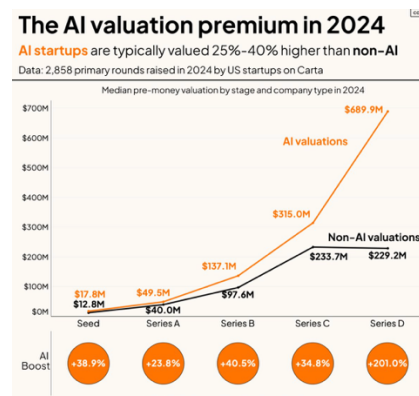 The AI valuation premium in 2024
AI startups are typically valued 25%-40% higher than non-AI
Data: 2,858 primary rounds raised in 2024 by US startups on Carta
Median pre-money valuation by stage and company type in 2024
$700M
$689.9M
$600M
AI valuations
$500M
$400M
$315.0M
$300M
Non-AI valuations
$233.7M
$229.2M
$200M
$137.1M
$100M
$97.6M
$49.5M
$40.0M
$17.8M
$12.8M
$0M
Seed Series A Series B Series C Series D
AI
Boost
+38.9% +23.8% +40.5% +34.8% +201.0%